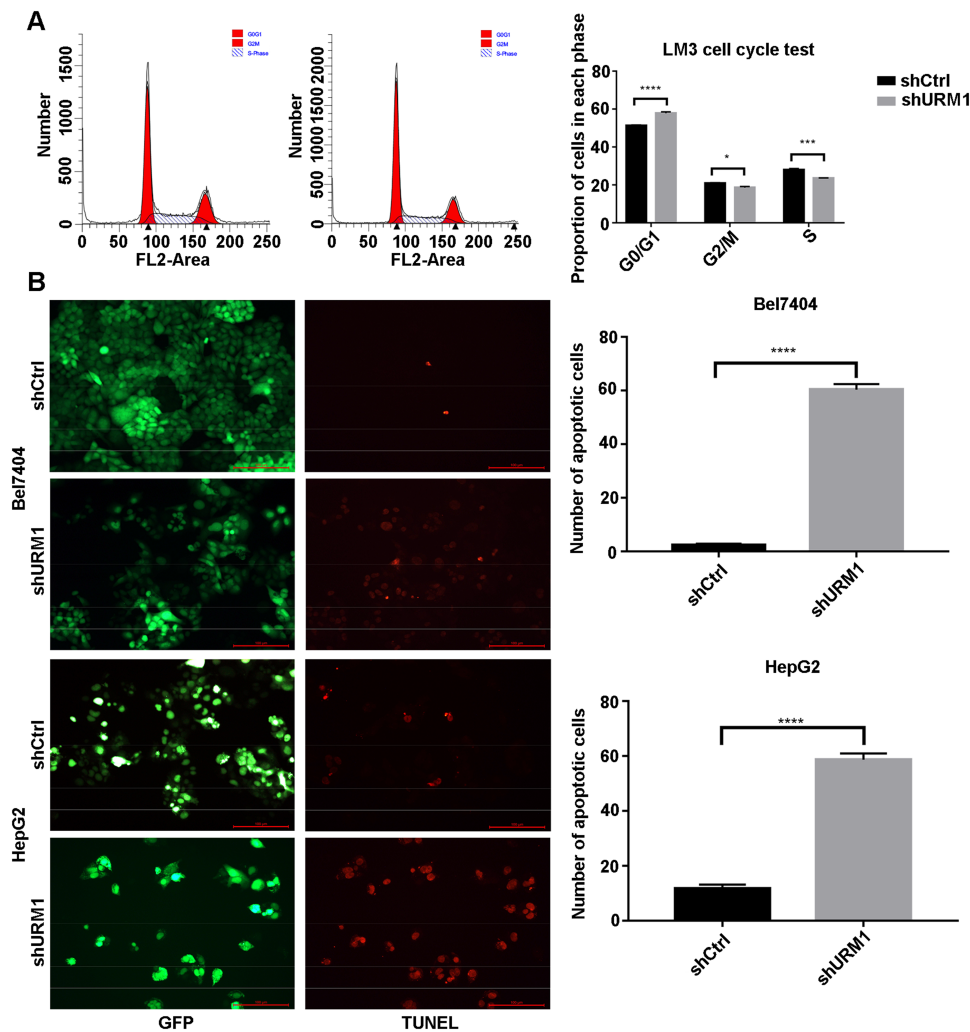 A
G0G1
G2M
S-Phase
Number
0 500 1000 1500
0 50 100 150 200 250
FL2-Area
G0G1
G2M
S-Phase
Number
0 500 1000 1500 2000
0 50 100 150 200 250
FL2-Area
LM3 cell cycle test
shCtrl
shURM1
Proportion of cells in each phase
80
60
40
20
0
****
*
***
G0/G1
G2/M
S
B
Bel7404
shCtrl
shURM1
HepG2
shCtrl
shURM1
GFP
TUNEL
Bel7404
Number of apoptotic cells
80
60
40
20
0
****
shCtrl
shURM1
HepG2
Number of apoptotic cells
80
60
40
20
0
****
shCtrl
shURM1